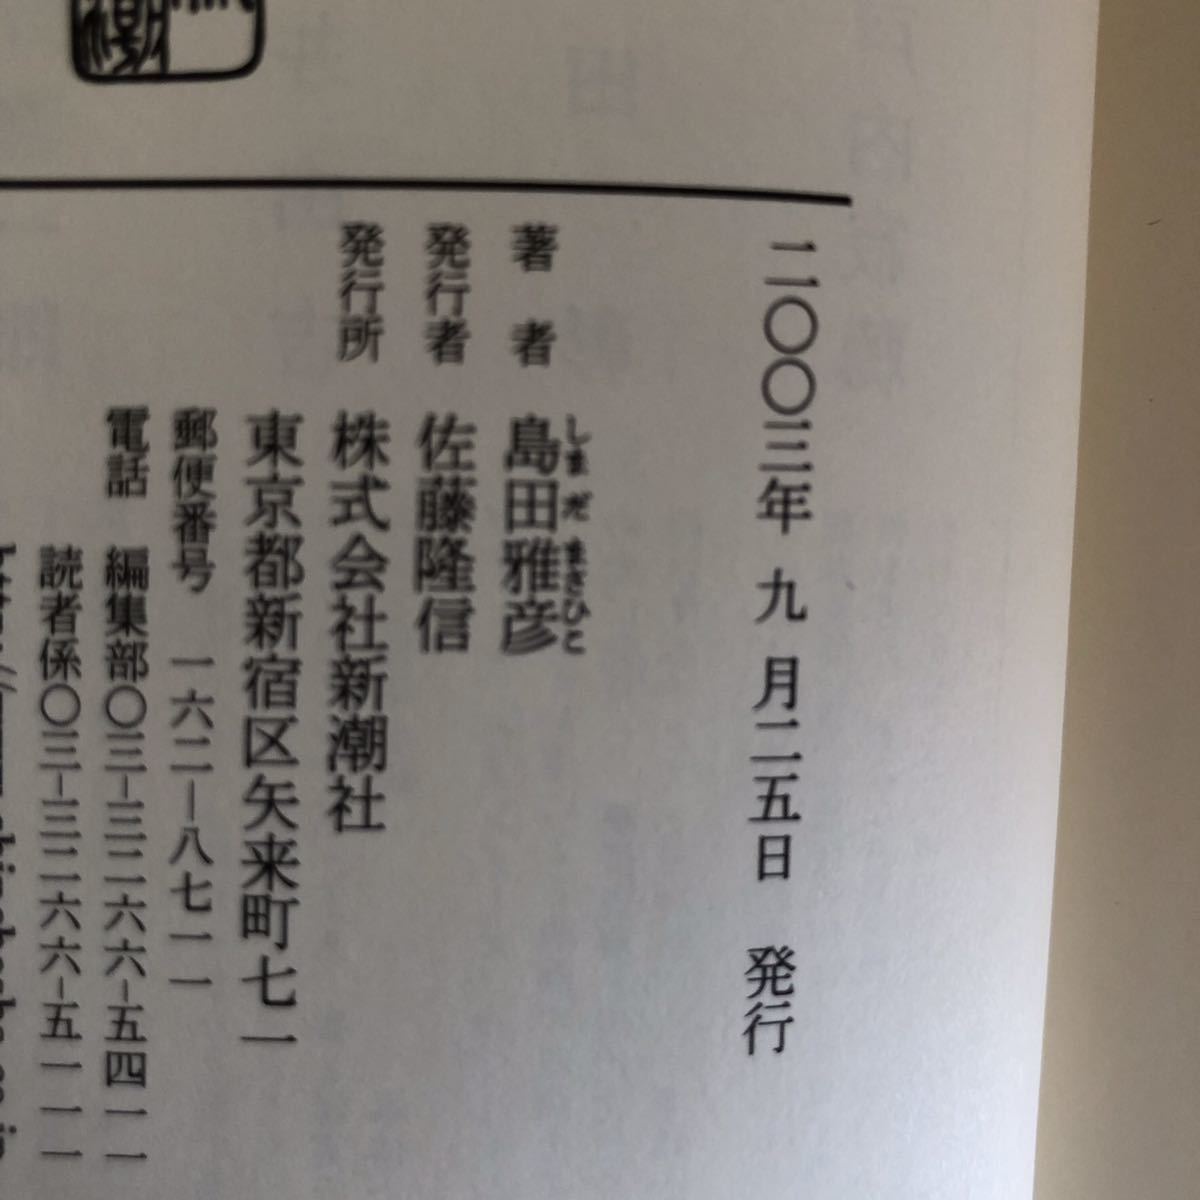 二〇〇三年 九 月二五日 発行
著 者 島田雅彦
しまだまさひこ
発行者 佐藤隆信
発行所 株式会社新潮社
東京都新宿区矢来町七一
郵便番号 一六二―八七一一
電話 編集部〇三―三二六六―五四一一
読者係〇三―三二六六―五一一一